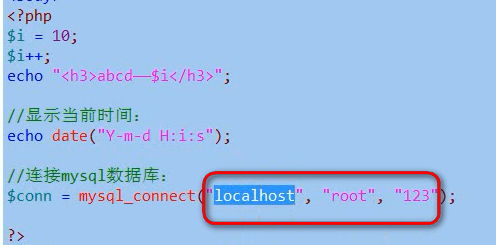 <?php
$i = 10;
$i++;
echo "<h3>abcd——$i</h3>";
//显示当前时间：
echo date("Y-m-d H:i:s");
//连接mysql数据库：
$conn = mysql_connect("localhost", "root", "123");
?>